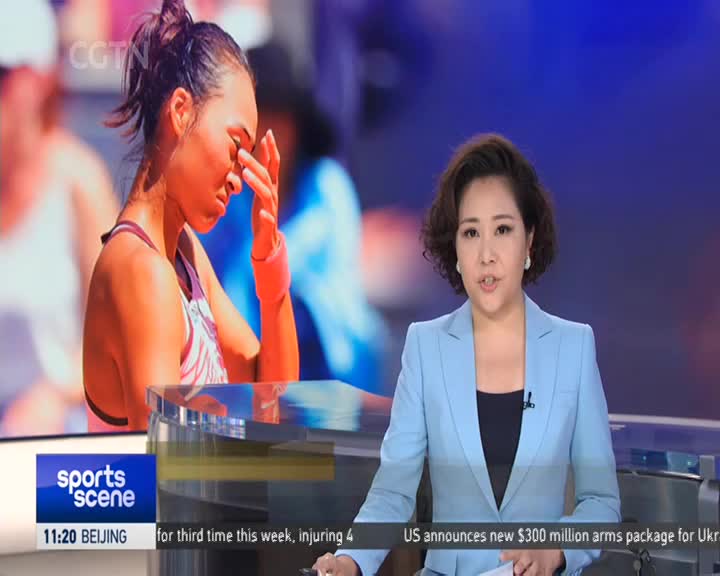 CGTN
sports
scene
11:20 BEIJING
for third time this week, injuring 4 US announces new $300 million arms package for Ukra